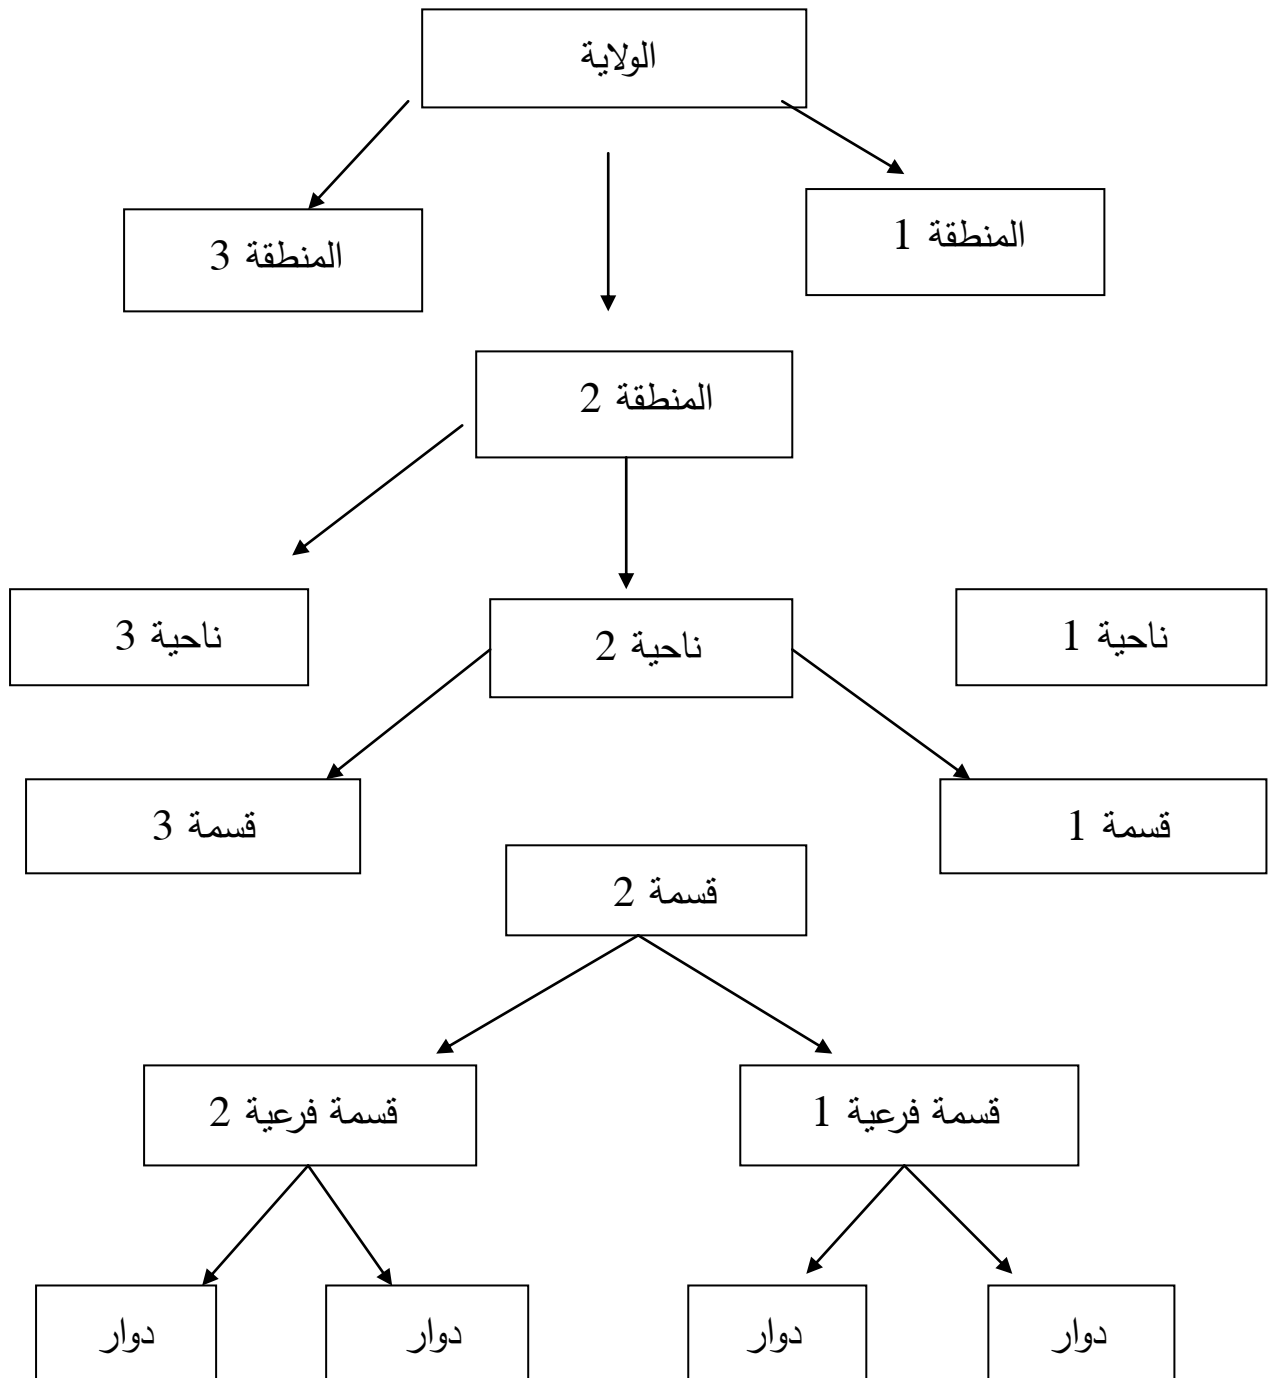 الولاية
المنطقة 1
المنطقة 3
المنطقة 2
ناحية 1
ناحية 2
ناحية 3
قسمة 1
قسمة 3
قسمة 2
قسمة فرعية 1
قسمة فرعية 2
دوار
دوار
دوار
دوار